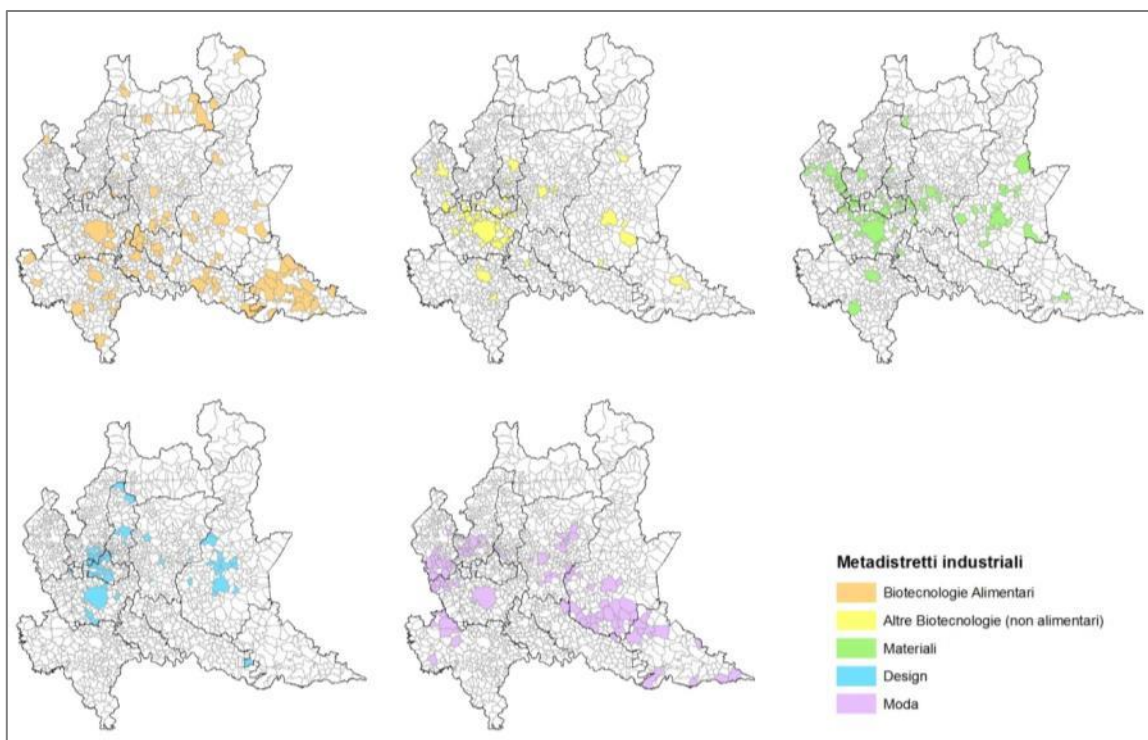 Metadistretti industriali
Biotecnologie Alimentari
Altre Biotecnologie (non alimentari)
Materiali
Design
Moda